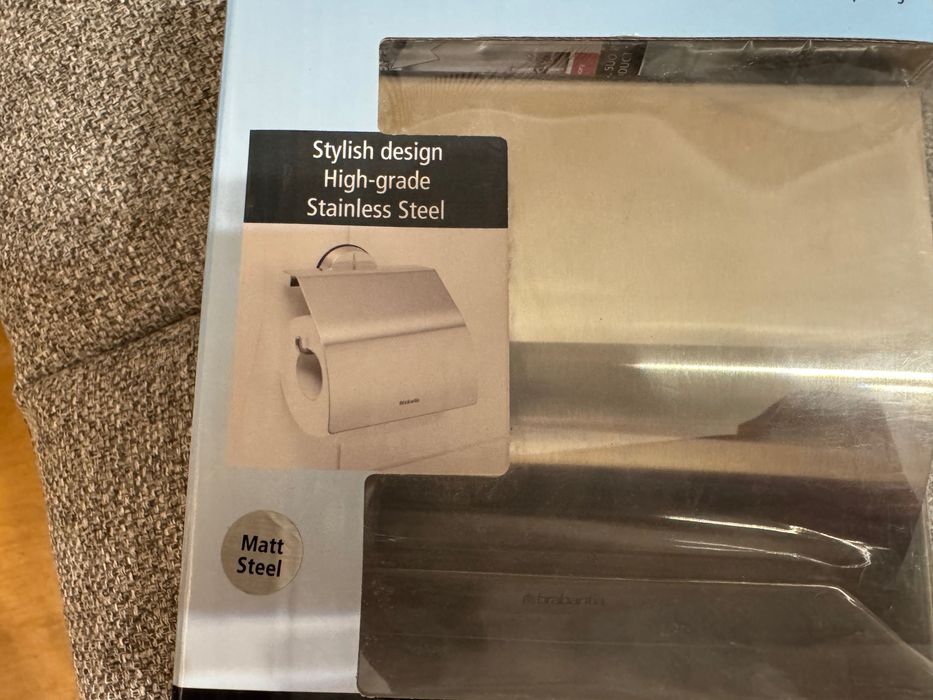 Stylish design
High-grade
Stainless Steel
brabantia
Matt
Steel
brabantia